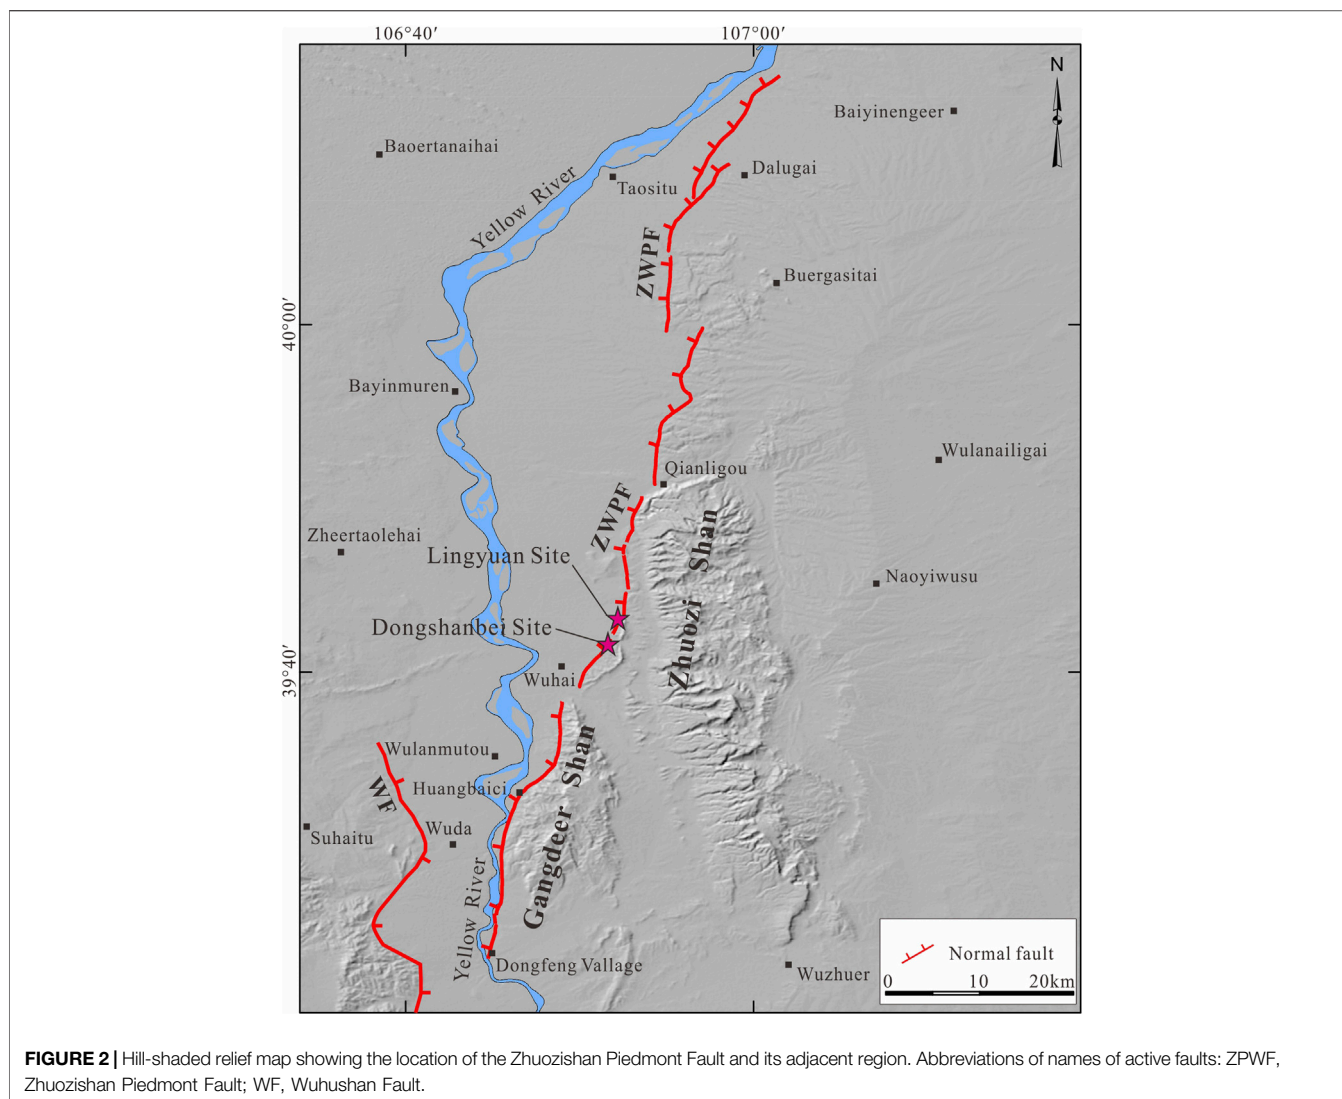 106°40′
107°00′
N
Baiyinengeer
Baoertanaihai
Dalugai
Taositu
Yellow River
ZWPF
Buergasitai
40°00′
Bayinmuren
Wulanailigai
Qianligou
ZWPF
Zheertaolehai
Lingyuan Site
Zhuozi Shan
Naoyiwusu
Dongshanbei Site
39°40′
Wuhai
Wulanmutou
Gangdeer Shan
WF
Huangbaici
Suhaitu
Wuda
Yellow River
Dongfeng Vallage
Wuzhuer
Normal fault
0 10 20km
FIGURE 2 | Hill-shaded relief map showing the location of the Zhuozishan Piedmont Fault and its adjacent region. Abbreviations of names of active faults: ZPWF,
Zhuozishan Piedmont Fault; WF, Wuhushan Fault.